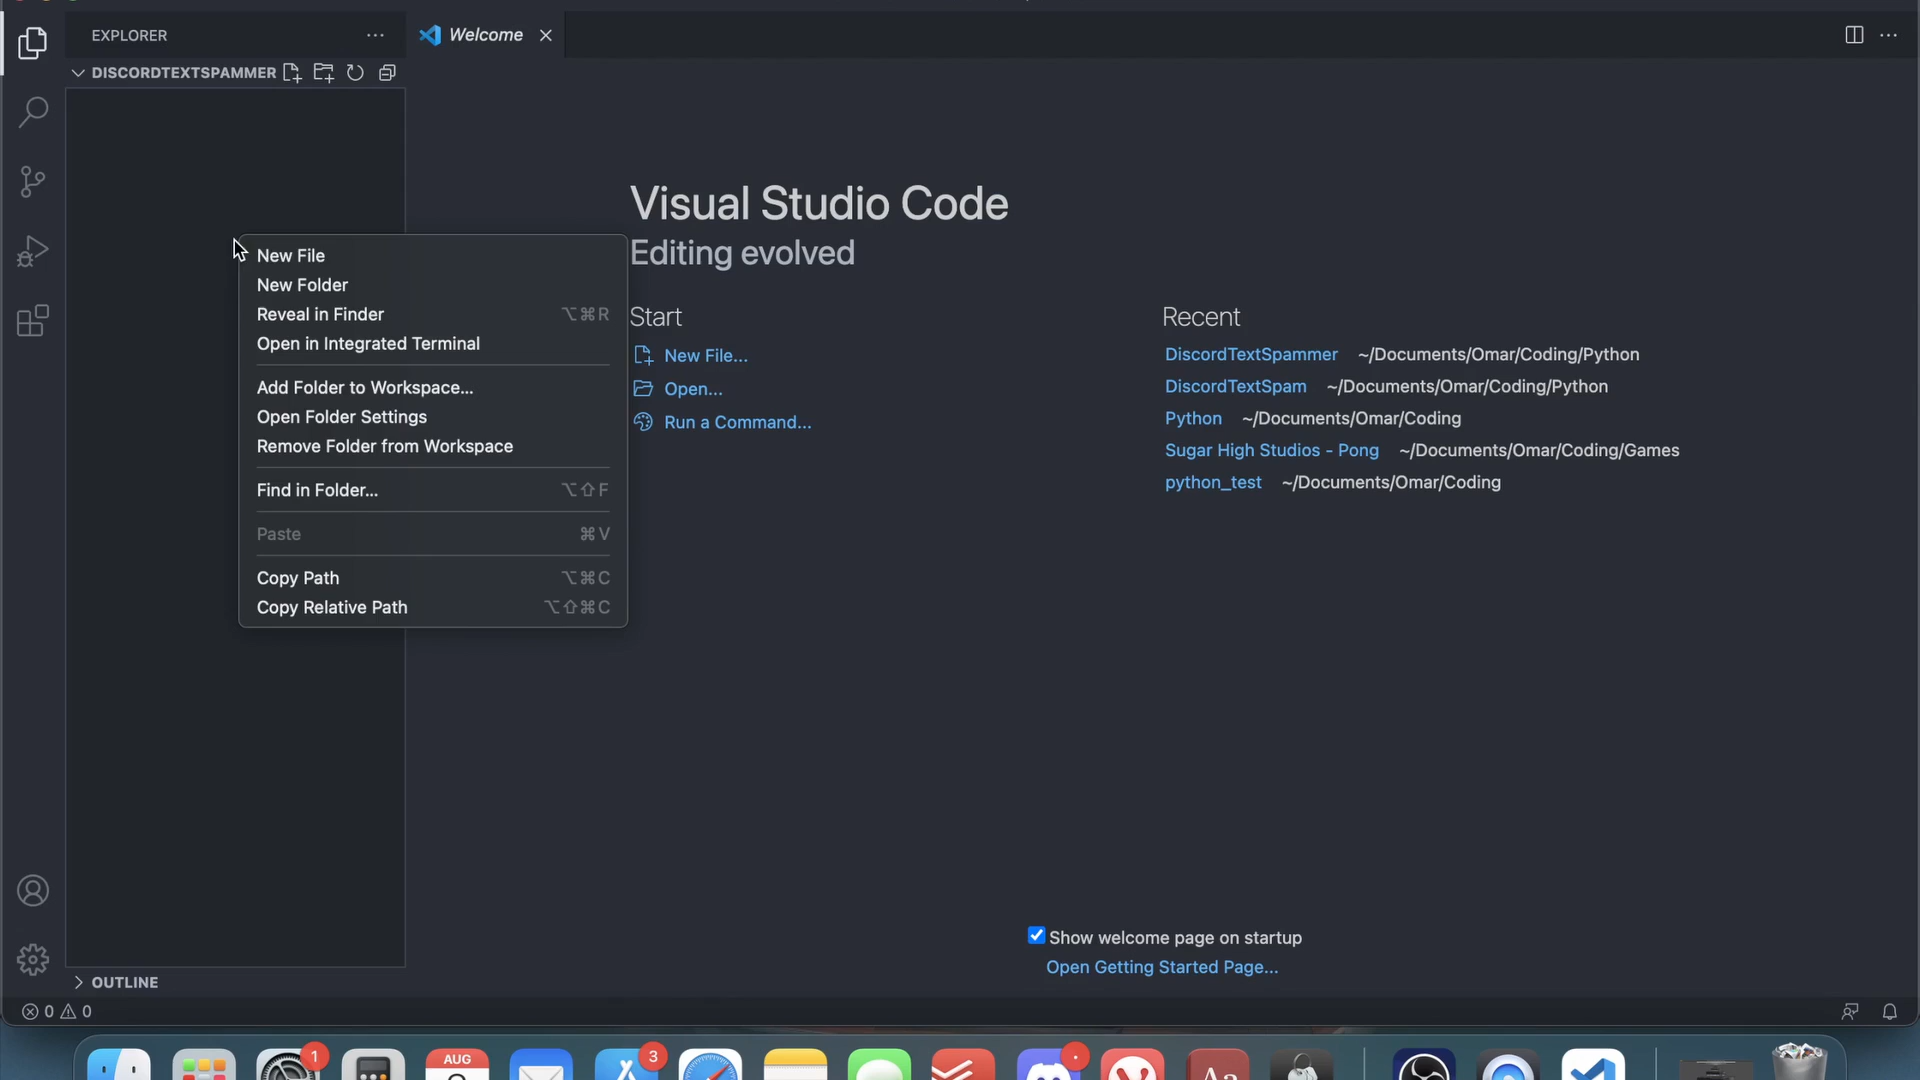 EXPLORER
Welcome
DISCORDTEXTSPAMMER
Visual Studio Code
Editing evolved
New File
New Folder
Reveal in Finder ⌥⌘R
Open in Integrated Terminal
Add Folder to Workspace...
Open Folder Settings
Remove Folder from Workspace
Find in Folder... ⌥⇧F
Paste ⌘V
Copy Path ⌥⌘C
Copy Relative Path ⌥⇧⌘C
Start
New File...
Open...
Run a Command...
Recent
DiscordTextSpammer ~/Documents/Omar/Coding/Python
DiscordTextSpam ~/Documents/Omar/Coding/Python
Python ~/Documents/Omar/Coding
Sugar High Studios - Pong ~/Documents/Omar/Coding/Games
python_test ~/Documents/Omar/Coding
Show welcome page on startup
Open Getting Started Page...
OUTLINE
0 0
1
AUG
3
Aa